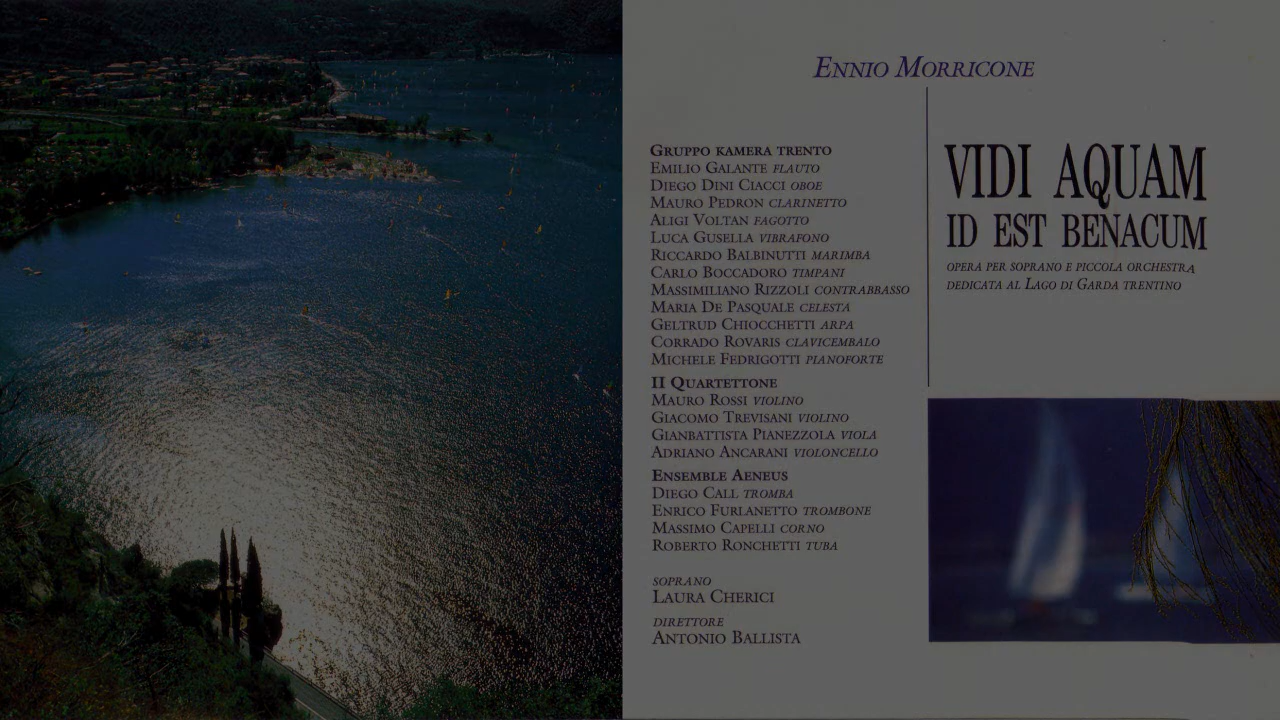 ENNIO MORRICONE
GRUPPO KAMERA TRENTO
EMILIO GALANTE FLAUTO
DIEGO DINI CIACCI OBOE
MAURO PEDRON CLARINETTO
ALIGI VOLTAN FAGOTTO
LUCA GUSELLA VIBRAFONO
RICCARDO BALBINUTTI MARIMBA
CARLO BOCCADORO TIMPANI
MASSIMILIANO RIZZOLI CONTRABBASSO
MARIA DE PASQUALE CELESTA
GELTRUD CHIOCCHETTI ARPA
CORRADO ROVARIS CLAVICEMBALO
MICHELE FEDRIGOTTI PIANOFORTE
II QUARTETTONE
MAURO ROSSI VIOLINO
GIACOMO TREVISANI VIOLINO
GIANBATTISTA PIANEZZOLA VIOLA
ADRIANO ANCARANI VIOLONCELLO
ENSEMBLE AENEUS
DIEGO CALL TROMBA
ENRICO FURLANETTO TROMBONE
MASSIMO CAPELLI CORNO
ROBERTO RONCHETTI TUBA
SOPRANO
LAURA CHERICI
DIRETTORE
ANTONIO BALLISTA
VIDI AQUAM
ID EST BENACUM
OPERA PER SOPRANO E PICCOLA ORCHESTRA
DEDICATA AL LAGO DI GARDA TRENTINO